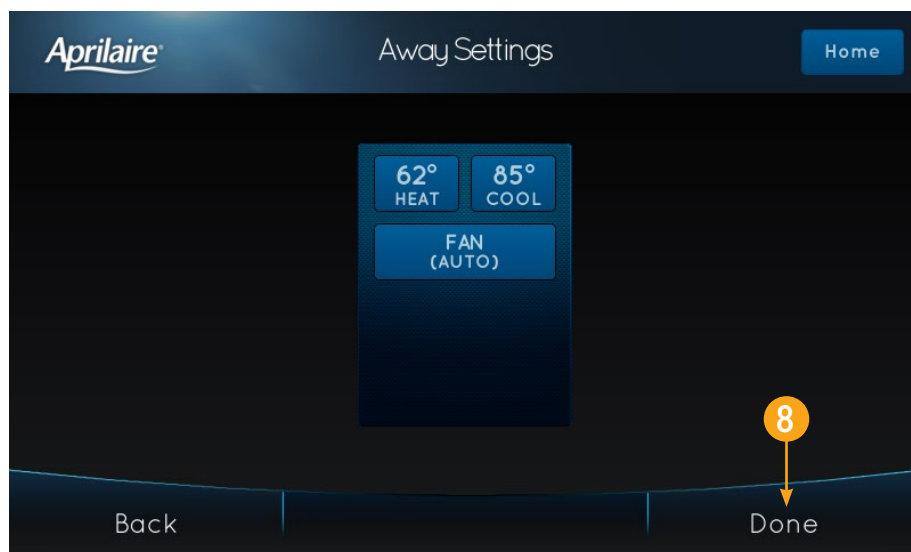 Aprilaire
Away Settings
Home
62° 85°
HEAT COOL
FAN
(AUTO)
8
Back
Done